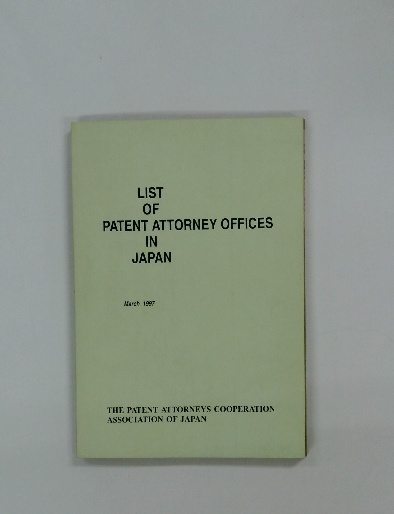 LIST
OF
PATENT ATTORNEY OFFICES
IN
JAPAN
March 1997
THE PATENT ATTORNEYS COOPERATION
ASSOCIATION OF JAPAN